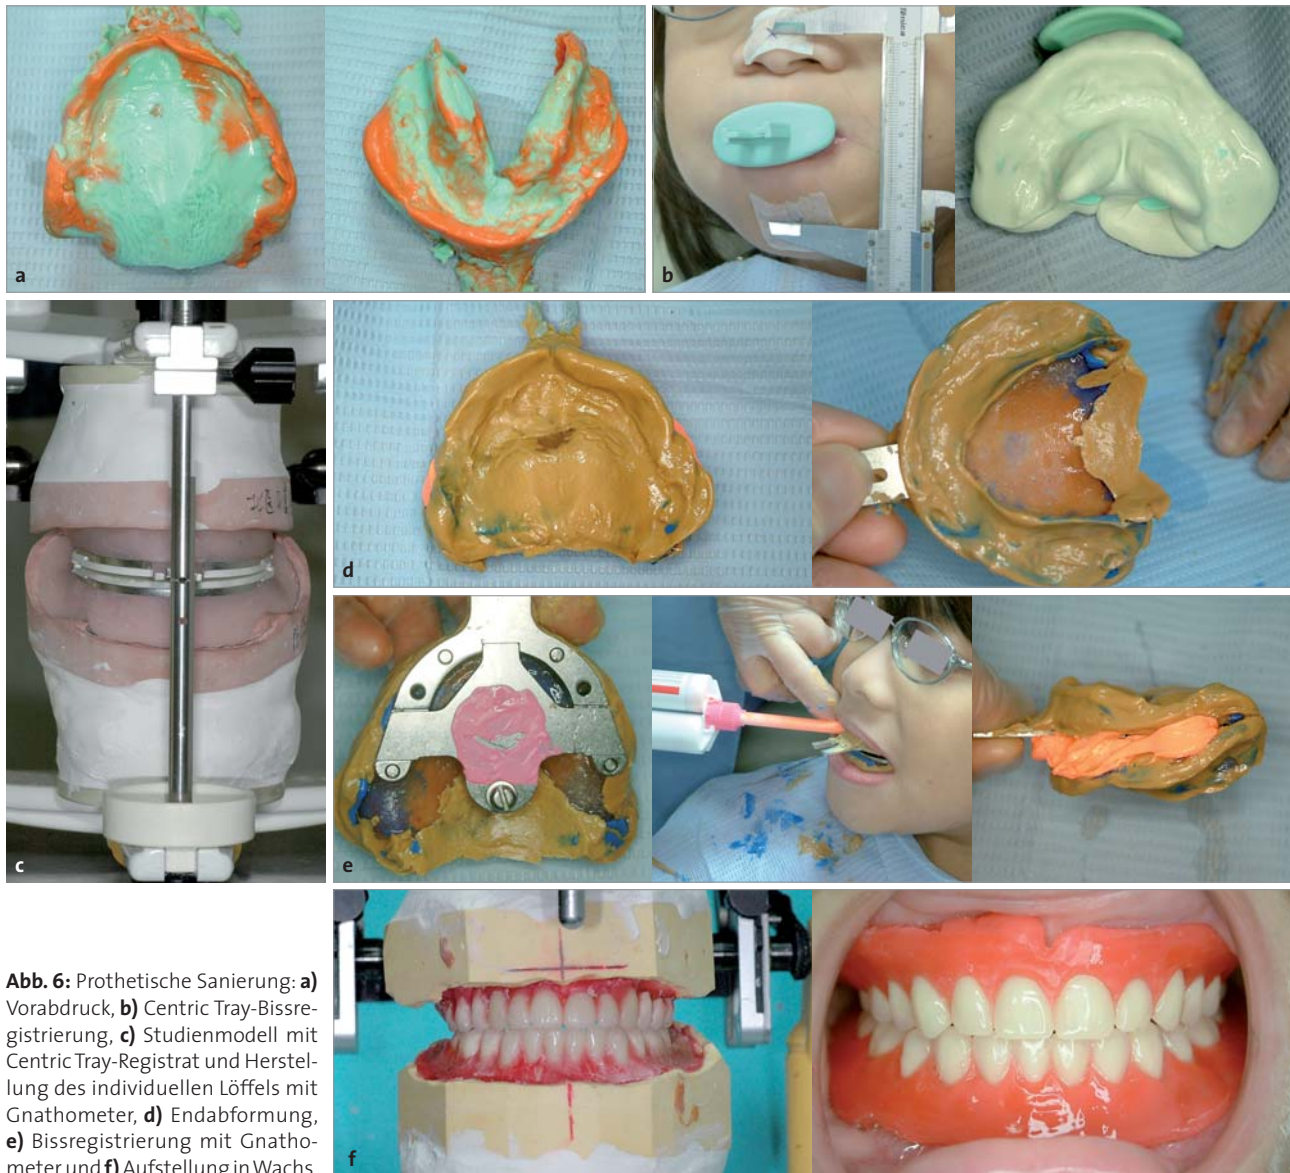 a
b
c
d
e
f
Abb. 6: Prothetische Sanierung: a)
Vorabdruck, b) Centric Tray-Bissre-
gistrierung, c) Studienmodell mit
Centric Tray-Registrat und Herstel-
lung des individuellen Löffels mit
Gnathometer, d) Endabformung,
e) Bissregistrierung mit Gnatho-
meter und f) Aufstellung in Wachs.